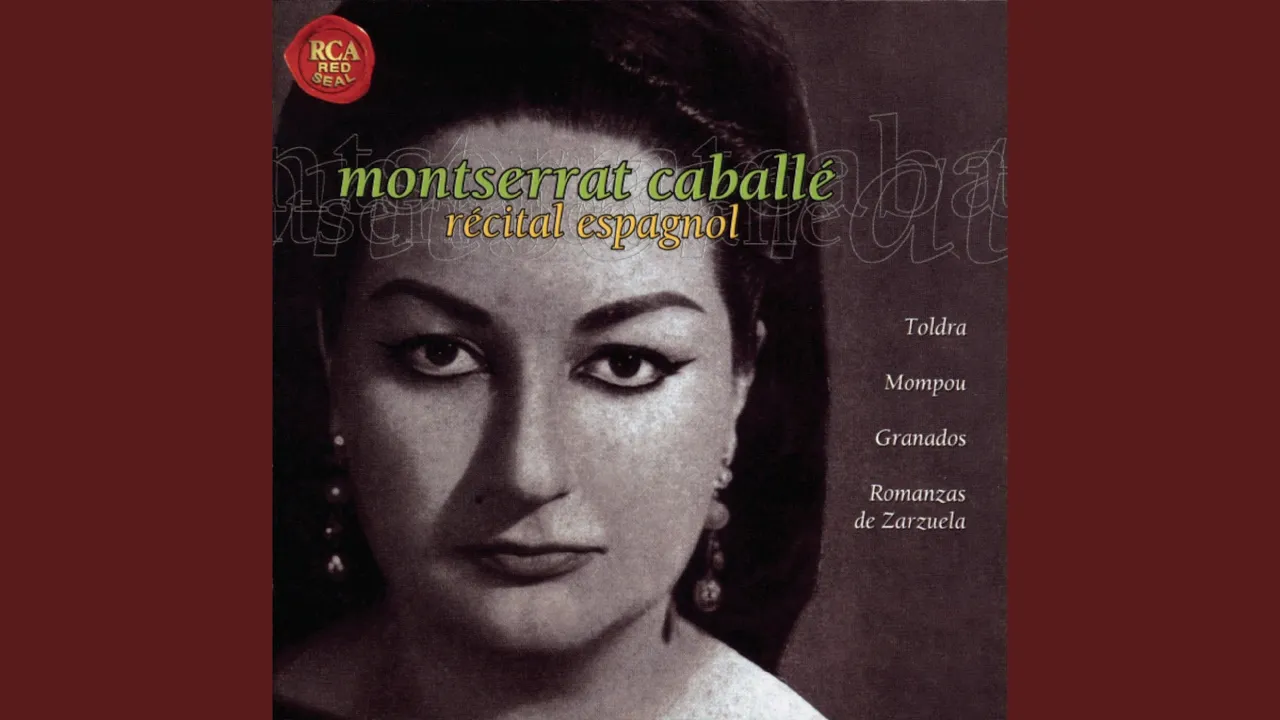 RCA
RED
SEAL
montserrat caballé
récital espagnol
Toldra
Mompou
Granados
Romanzas
de Zarzuela